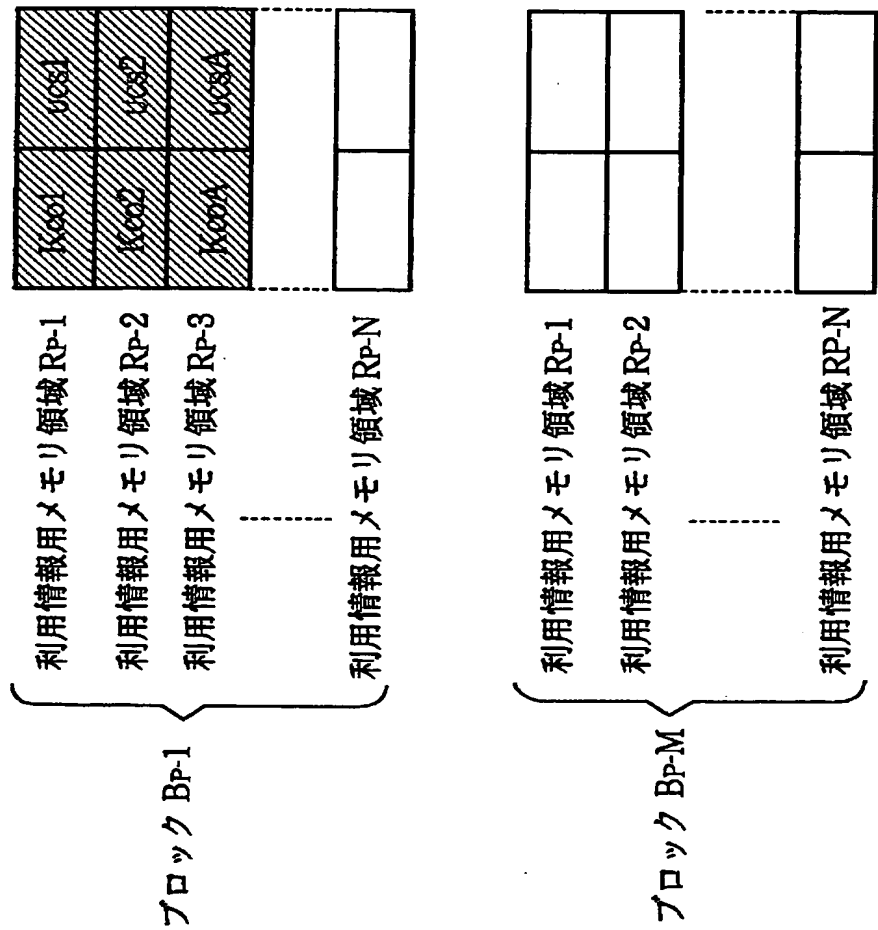 ブロック BP-1
利用情報用メモリ領域 RP-1
Kco1
ucs1
利用情報用メモリ領域 RP-2
Kco2
ucs2
利用情報用メモリ領域 RP-3
KcoA
ucsA
利用情報用メモリ領域 RP-N
ブロック BP-M
利用情報用メモリ領域 RP-1
利用情報用メモリ領域 RP-2
利用情報用メモリ領域 RP-N